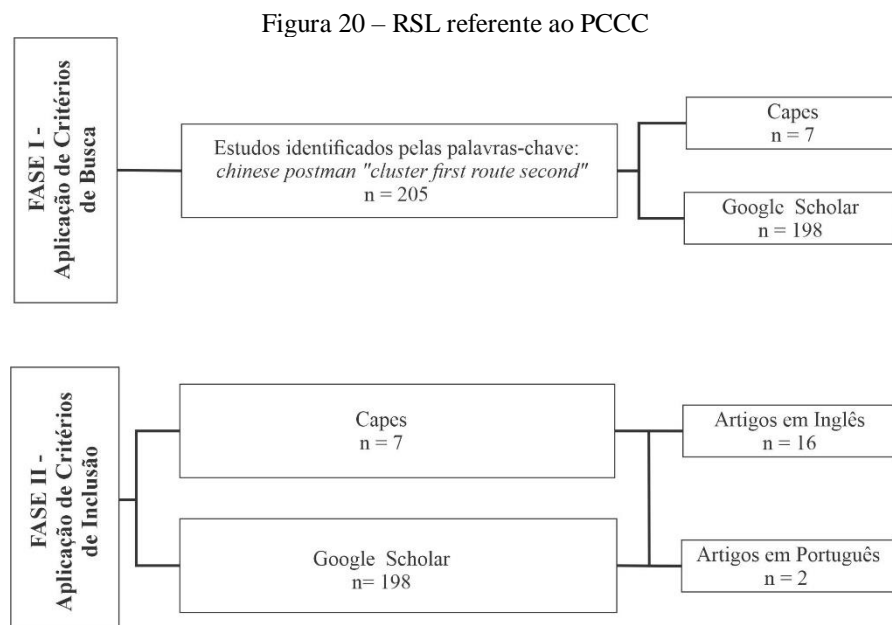 Figura 20 – RSL referente ao PCCC
FASE I -
Aplicação de Critérios
de Busca
Estudos identificados pelas palavras-chave:
chinese postman "cluster first route second"
n = 205
Capes
n = 7
Google Scholar
n = 198
FASE II -
Aplicação de Critérios
de Inclusão
Capes
n = 7
Google Scholar
n= 198
Artigos em Inglês
n = 16
Artigos em Português
n = 2